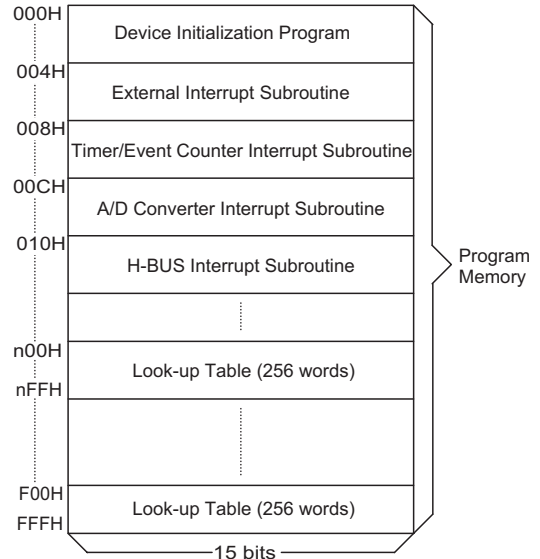 000H
Device Initialization Program
004H
External Interrupt Subroutine
008H
Timer/Event Counter Interrupt Subroutine
00CH
A/D Converter Interrupt Subroutine
010H
H-BUS Interrupt Subroutine
Program
Memory
n00H
Look-up Table (256 words)
nFFH
F00H
Look-up Table (256 words)
FFFH
15 bits